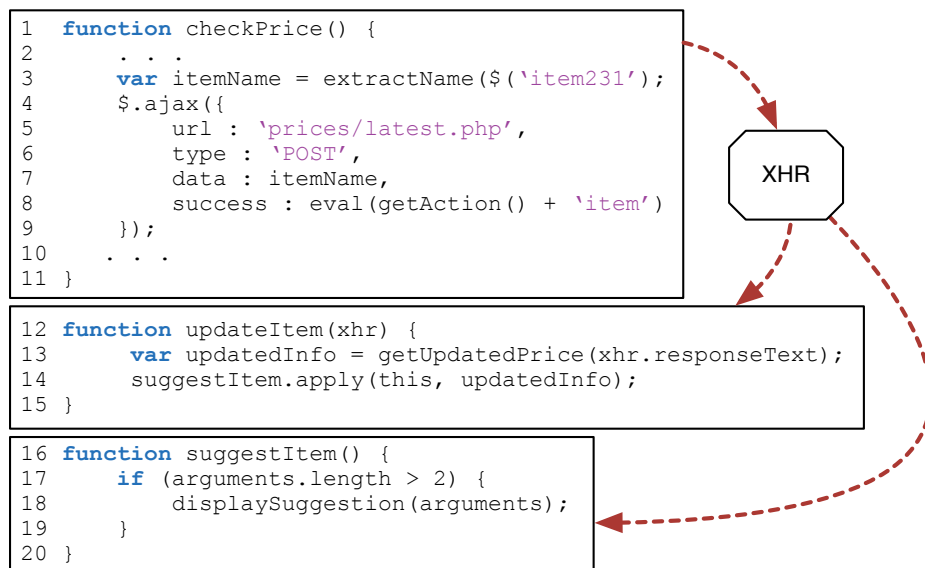 1 function checkPrice() {
2 . . .
3 var itemName = extractName($(‘item231’);
4 $.ajax({
5 url : ‘prices/latest.php’,
6 type : ‘POST’,
7 data : itemName,
8 success : eval(getAction() + ‘item’)
9 });
10 . . .
11 }
XHR
12 function updateItem(xhr) {
13 var updatedInfo = getUpdatedPrice(xhr.responseText);
14 suggestItem.apply(this, updatedInfo);
15 }
16 function suggestItem() {
17 if (arguments.length > 2) {
18 displaySuggestion(arguments);
19 }
20 }